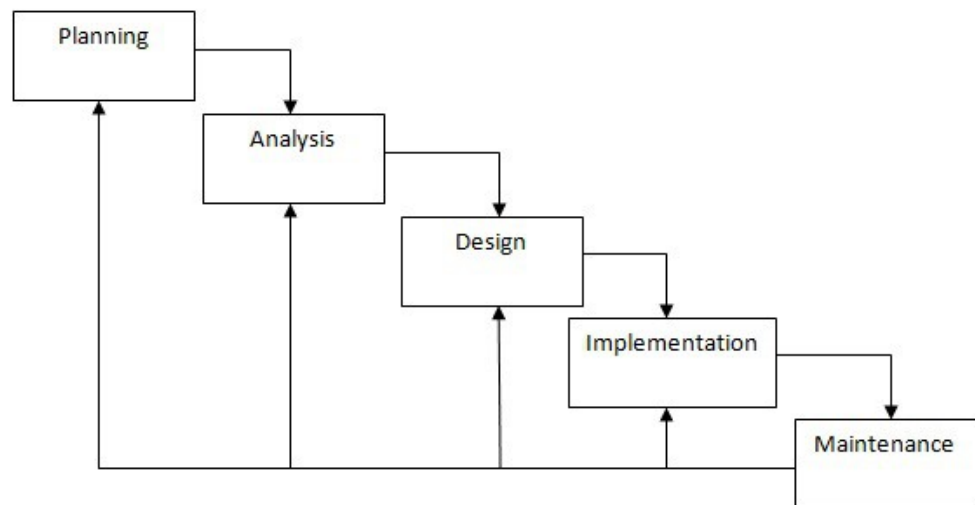 Planning
Analysis
Design
Implementation
Maintenance